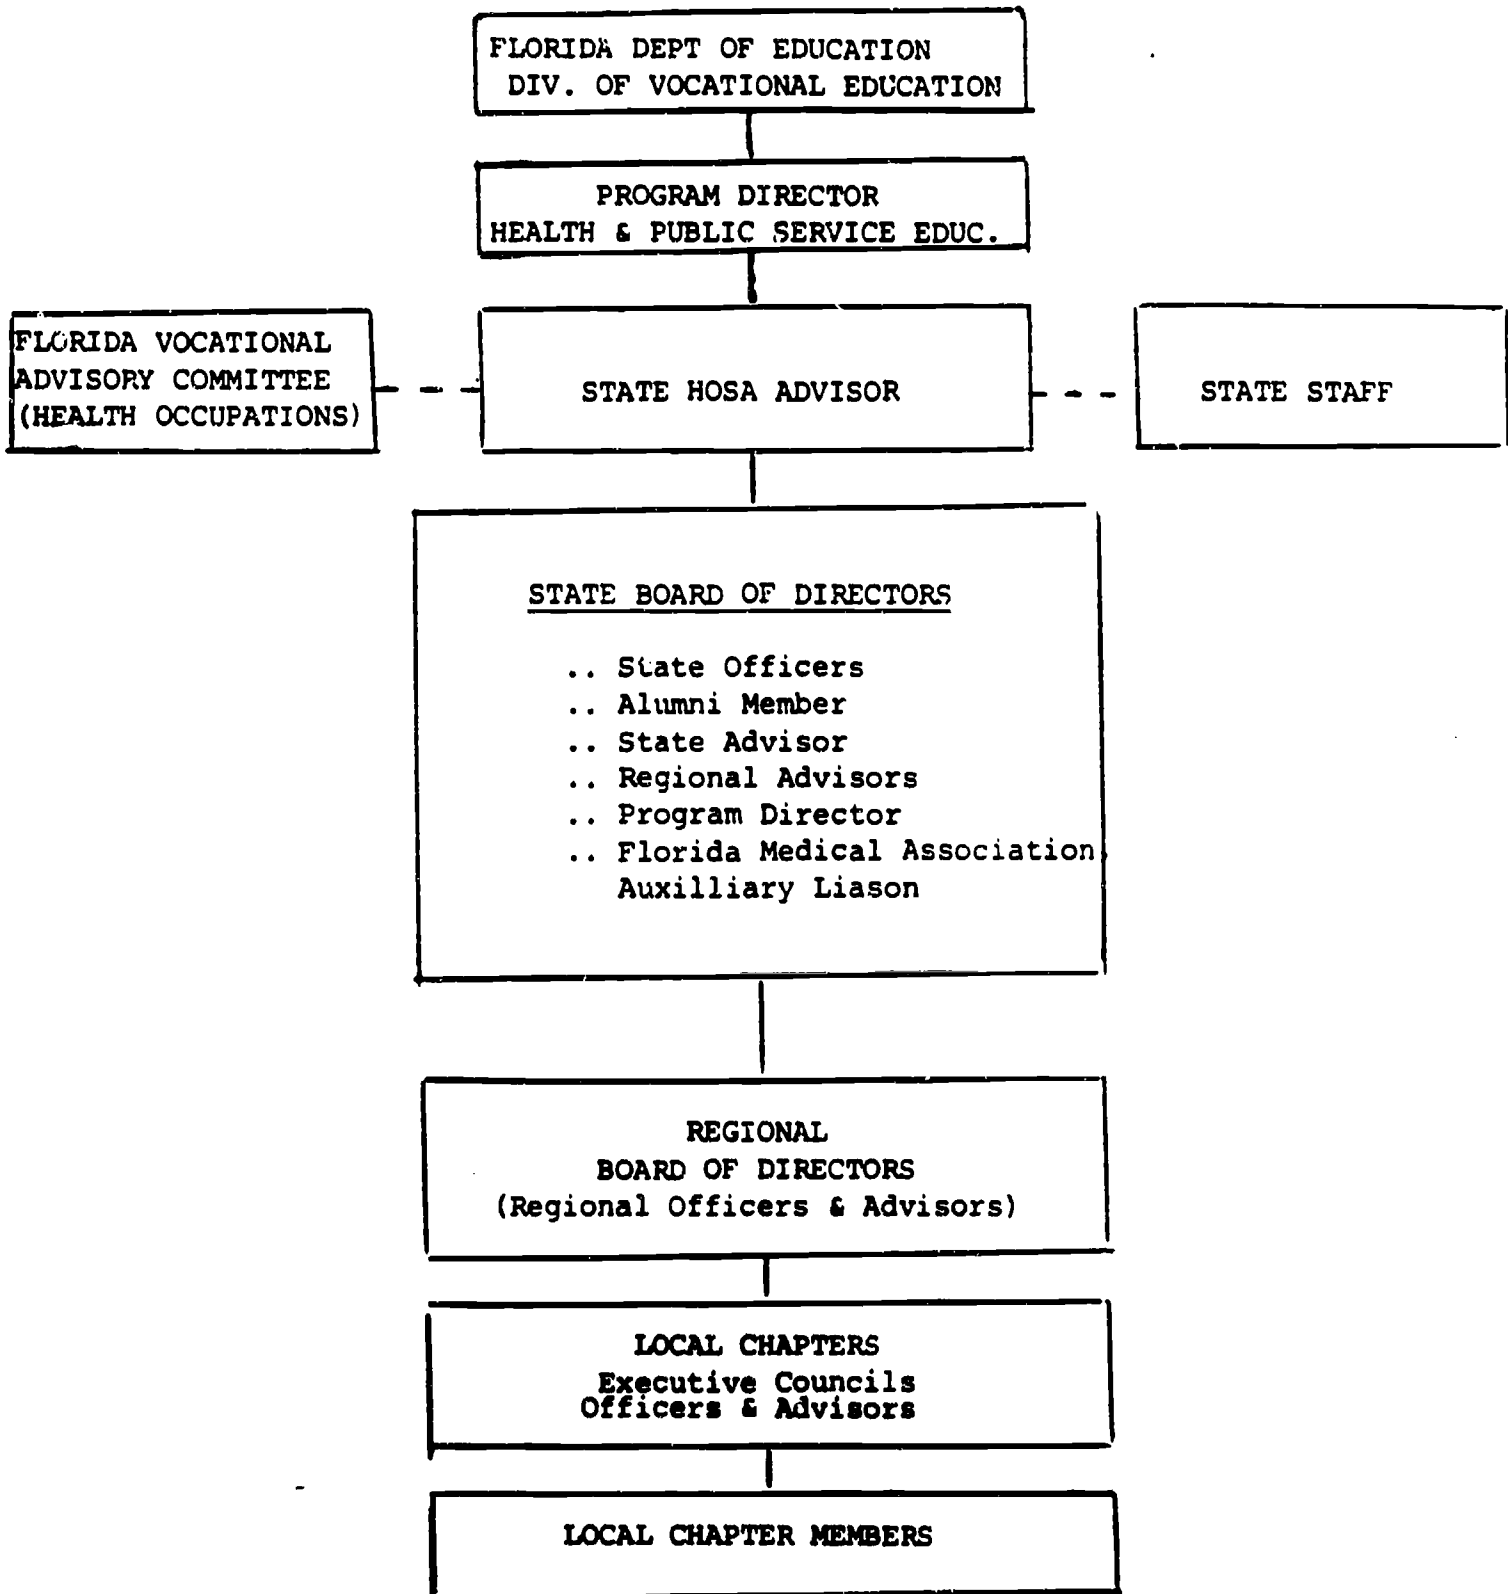 FLORIDA DEPT OF EDUCATION
DIV. OF VOCATIONAL EDUCATION
PROGRAM DIRECTOR
HEALTH & PUBLIC SERVICE EDUC.
FLORIDA VOCATIONAL
ADVISORY COMMITTEE
(HEALTH OCCUPATIONS)
STATE HOSA ADVISOR
STATE STAFF
STATE BOARD OF DIRECTORS
.. State Officers
.. Alumni Member
.. State Advisor
.. Regional Advisors
.. Program Director
.. Florida Medical Association
Auxilliary Liason
REGIONAL
BOARD OF DIRECTORS
(Regional Officers & Advisors)
LOCAL CHAPTERS
Executive Councils
Officers & Advisors
LOCAL CHAPTER MEMBERS